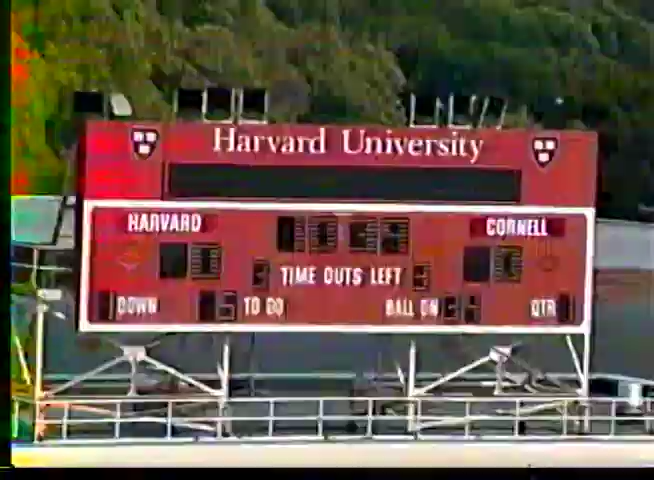 Harvard University
HARVARD
CORNELL
TIME OUTS LEFT
DOWN
TO GO
BALL ON
QTR